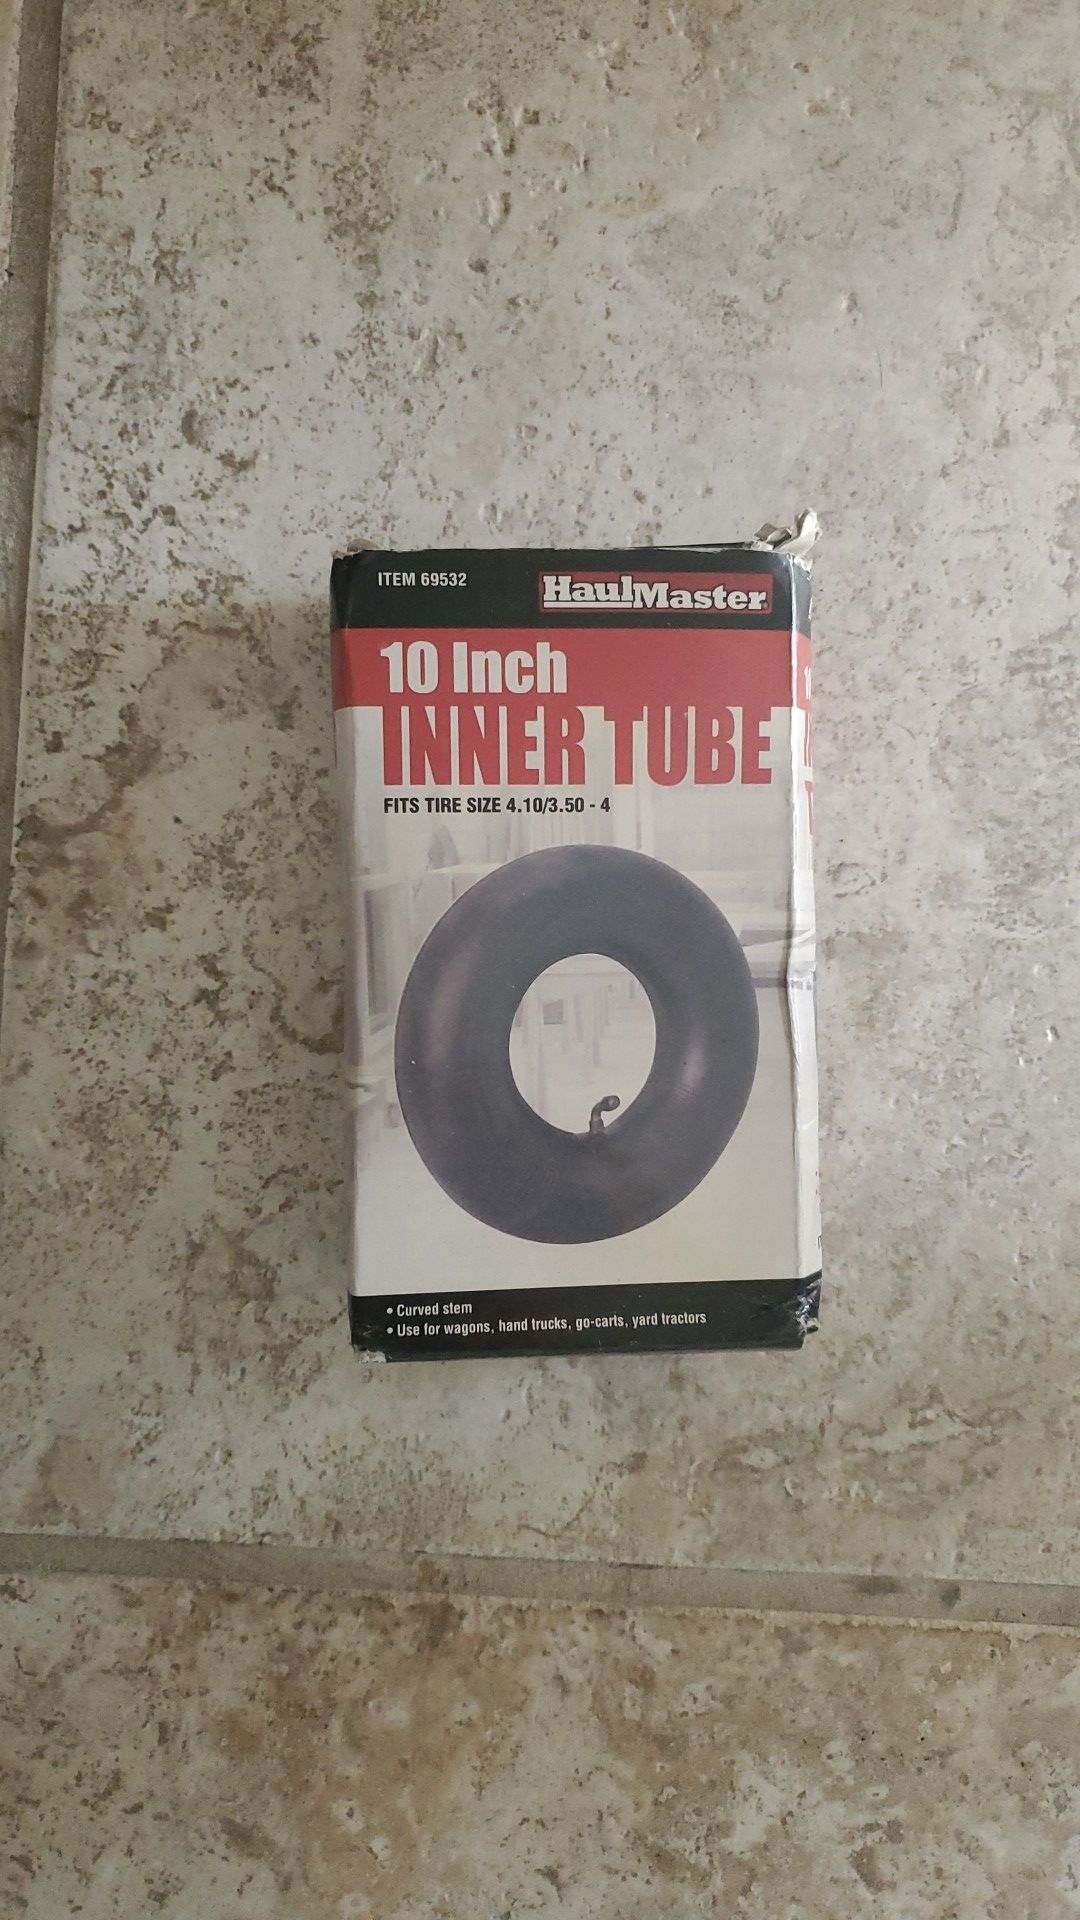 ITEM 69532
HaulMaster
10 Inch
INNER TUBE
FITS TIRE SIZE 4.10/3.50 - 4
• Curved stem
• Use for wagons, hand trucks, go-carts, yard tractors